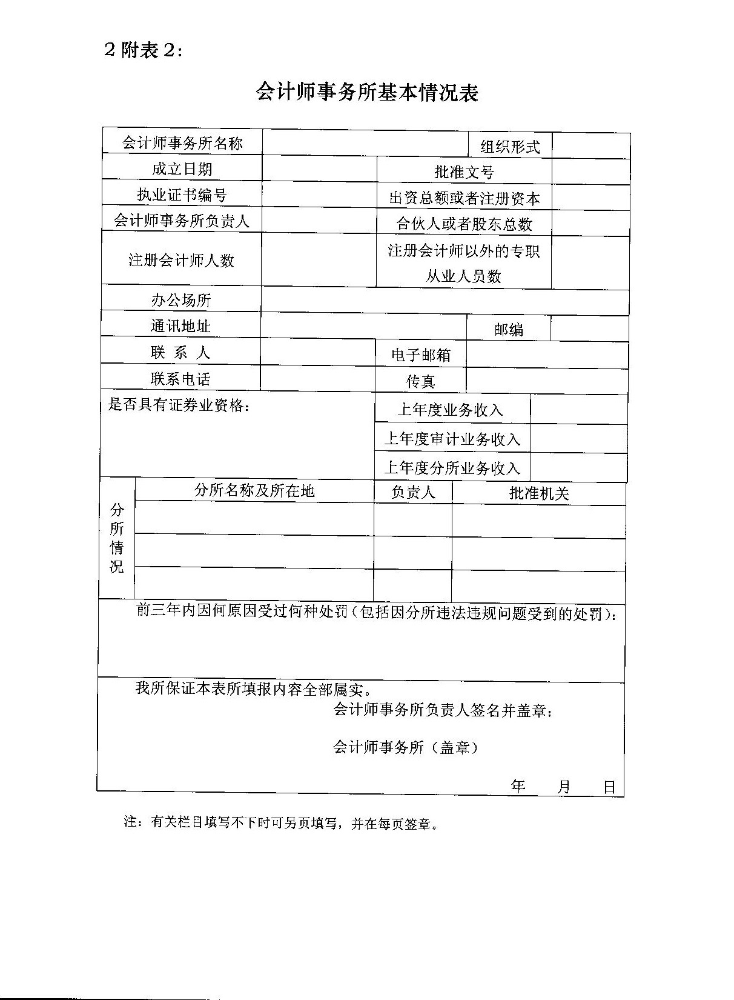 2附表2:
会计师事务所基本情况表
会计师事务所名称 组织形式
成立日期 批准文号
执业证书编号 出资总额或者注册资本
会计师事务所负责人 合伙人或者股东总数
注册会计师人数 注册会计师以外的专职
从业人员数
办公场所
通讯地址 邮编
联 系 人 电子邮箱
联系电话 传真
是否具有证券业资格: 上年度业务收入
上年度审计业务收入
上年度分所业务收入
分所情况
分所名称及所在地 负责人 批准机关
前三年内因何原因受过何种处罚(包括因分所违法违规问题受到的处罚):
我所保证本表所填报内容全部属实。
会计师事务所负责人签名并盖章:
会计师事务所（盖章）
年 月 日
注: 有关栏目填写不下时可另页填写，并在每页签章。